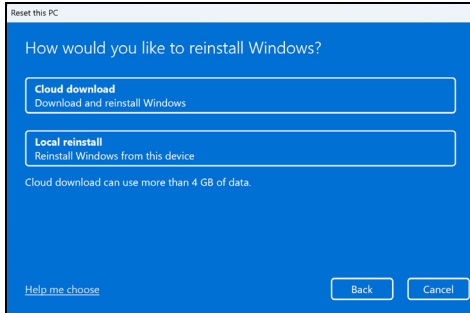 Reset this PC
How would you like to reinstall Windows?
Cloud download
Download and reinstall Windows
Local reinstall
Reinstall Windows from this device
Cloud download can use more than 4 GB of data.
Help me choose
Back
Cancel